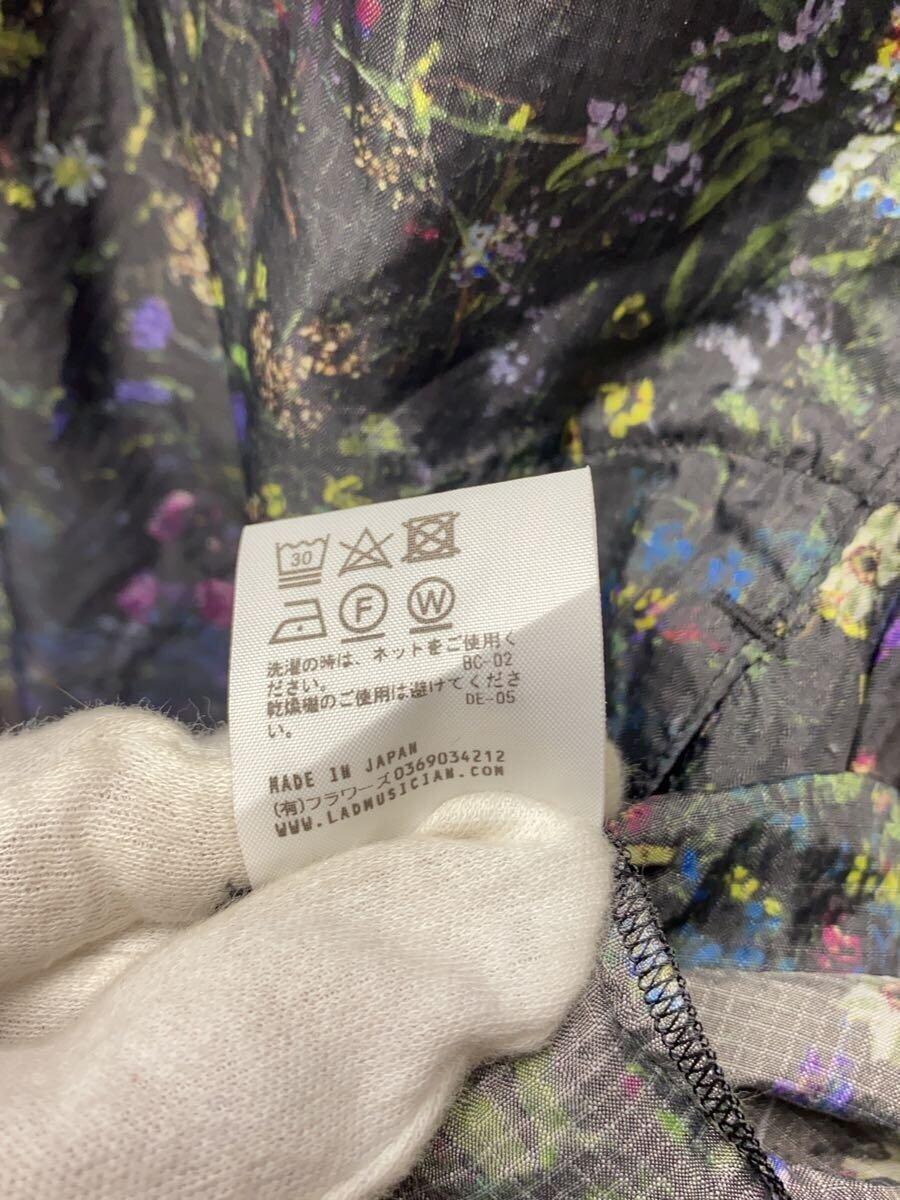 30
F W
洗濯の時は、ネットをご使用く
ださい。 BC-02
乾燥機のご使用は避けてくださ
い。 DE-05
MADE IN JAPAN
(有)フラワーズ0369034212
WWW.LADMUSICIAN.COM